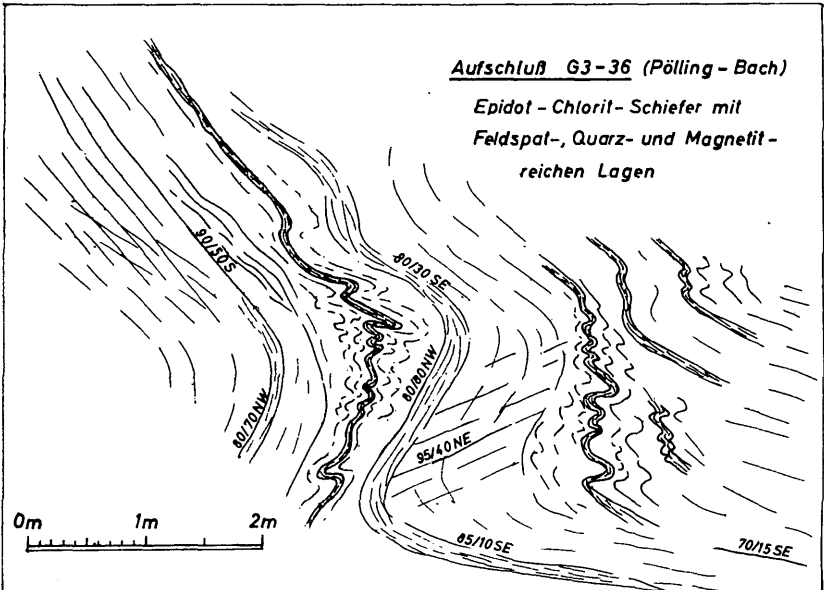 Aufschluß G3-36 (Pölling-Bach)
Epidot-Chlorit-Schiefer mit
Feldspat-, Quarz- und Magnetit-
reichen Lagen
90/50 S
80/30 SE
80/70 NW
80/80 NW
95/40 NE
85/10 SE
70/15 SE
0m 1m 2m